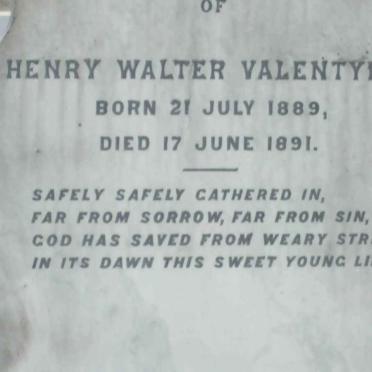 OF
HENRY WALTER
BORN 21 JULY 1889,
DIED 17 JUNE 1891.
SAFELY SAFELY GATHERED IN,
FAR FROM SORROW, FAR FROM SIN,
GOD HAS SAVED FROM WEARY
IN ITS DAWN THIS SWEET YOUNG